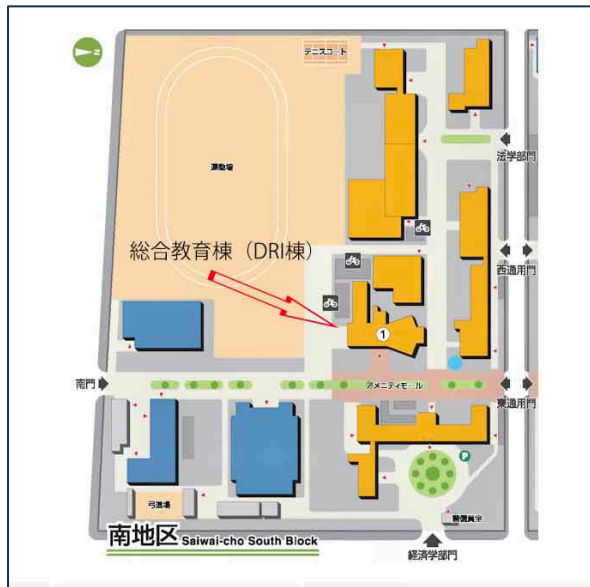 N
テニスコート
法学部門
運動場
総合教育棟（DRI棟）
西通用門
1
南門
アメニティモール
東通用門
P
弓道場
警備員室
南地区 Saiwai-cho South Block
経済学部門